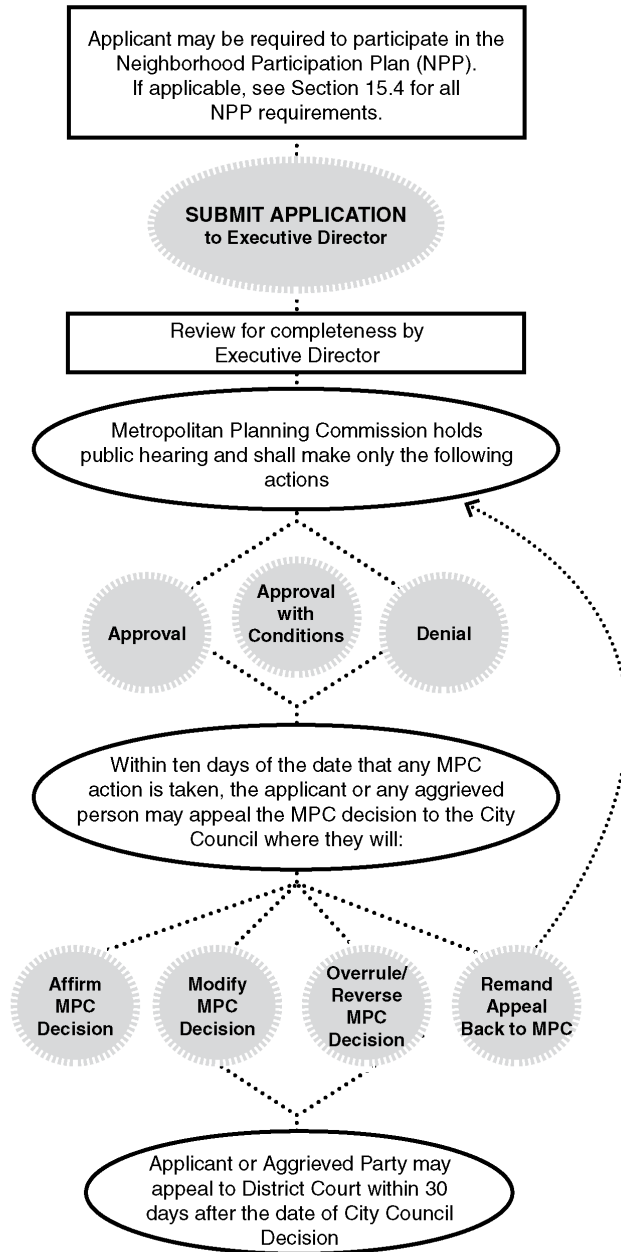 Applicant may be required to participate in the
Neighborhood Participation Plan (NPP).
If applicable, see Section 15.4 for all
NPP requirements.
SUBMIT APPLICATION
to Executive Director
Review for completeness by
Executive Director
Metropolitan Planning Commission holds
public hearing and shall make only the following
actions
Approval
Approval
with
Conditions
Denial
Within ten days of the date that any MPC
action is taken, the applicant or any aggrieved
person may appeal the MPC decision to the City
Council where they will:
Affirm
MPC
Decision
Modify
MPC
Decision
Overrule/
Reverse
MPC
Decision
Remand
Appeal
Back to MPC
Applicant or Aggrieved Party may
appeal to District Court within 30
days after the date of City Council
Decision